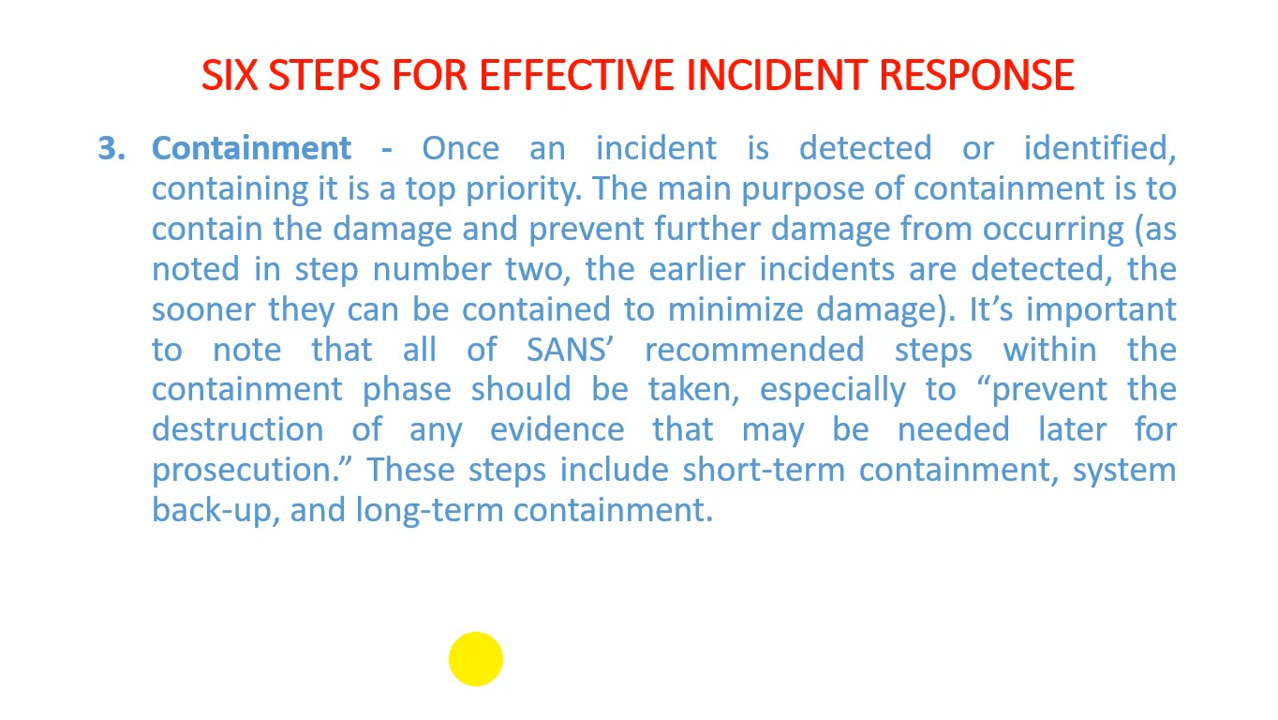 SIX STEPS FOR EFFECTIVE INCIDENT RESPONSE
3. Containment - Once an incident is detected or identified,
containing it is a top priority. The main purpose of containment is to
contain the damage and prevent further damage from occurring (as
noted in step number two, the earlier incidents are detected, the
sooner they can be contained to minimize damage). It’s important
to note that all of SANS’ recommended steps within the
containment phase should be taken, especially to “prevent the
destruction of any evidence that may be needed later for
prosecution.” These steps include short-term containment, system
back-up, and long-term containment.